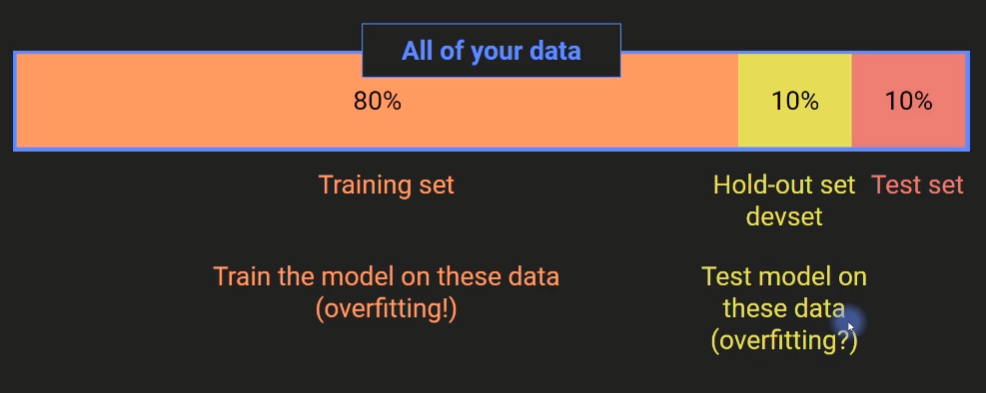 All of your data
80%
10%
10%
Training set
Hold-out set
devset
Test set
Train the model on these data
(overfitting!)
Test model on
these data
(overfitting?)